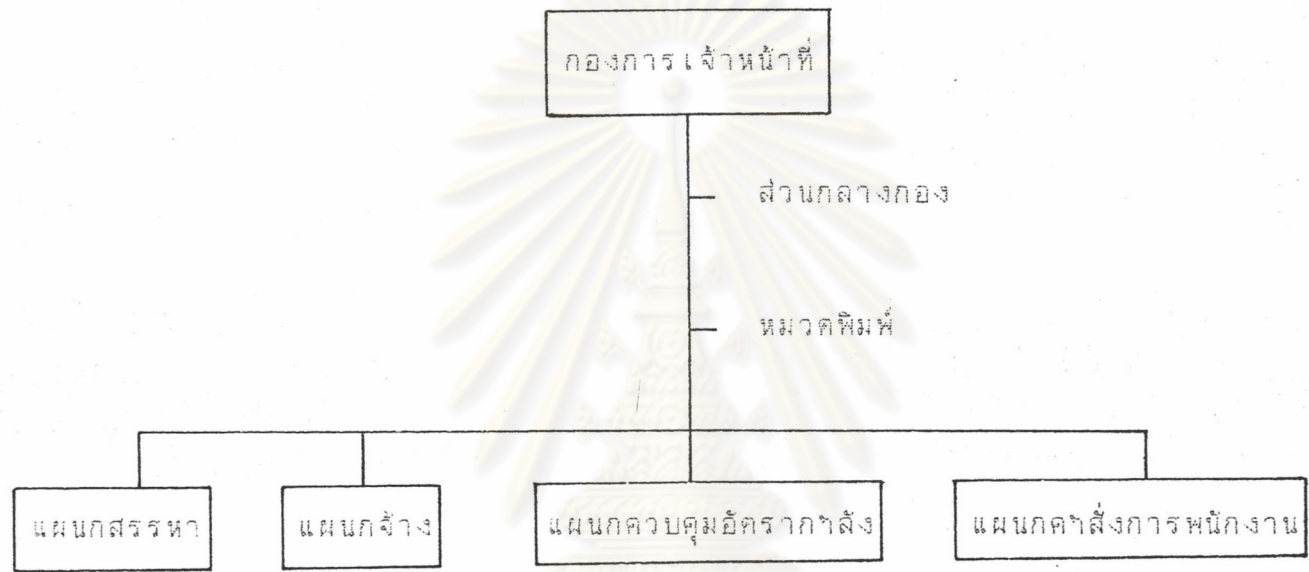 กองการเจ้าหน้าที่
ส่วนกลางกอง
หมวดพิมพ์
แผนกสรรหา
แผนกจ้าง
แผนกควบคุมอัตรากำลัง
แผนกคำสั่งการพนักงาน